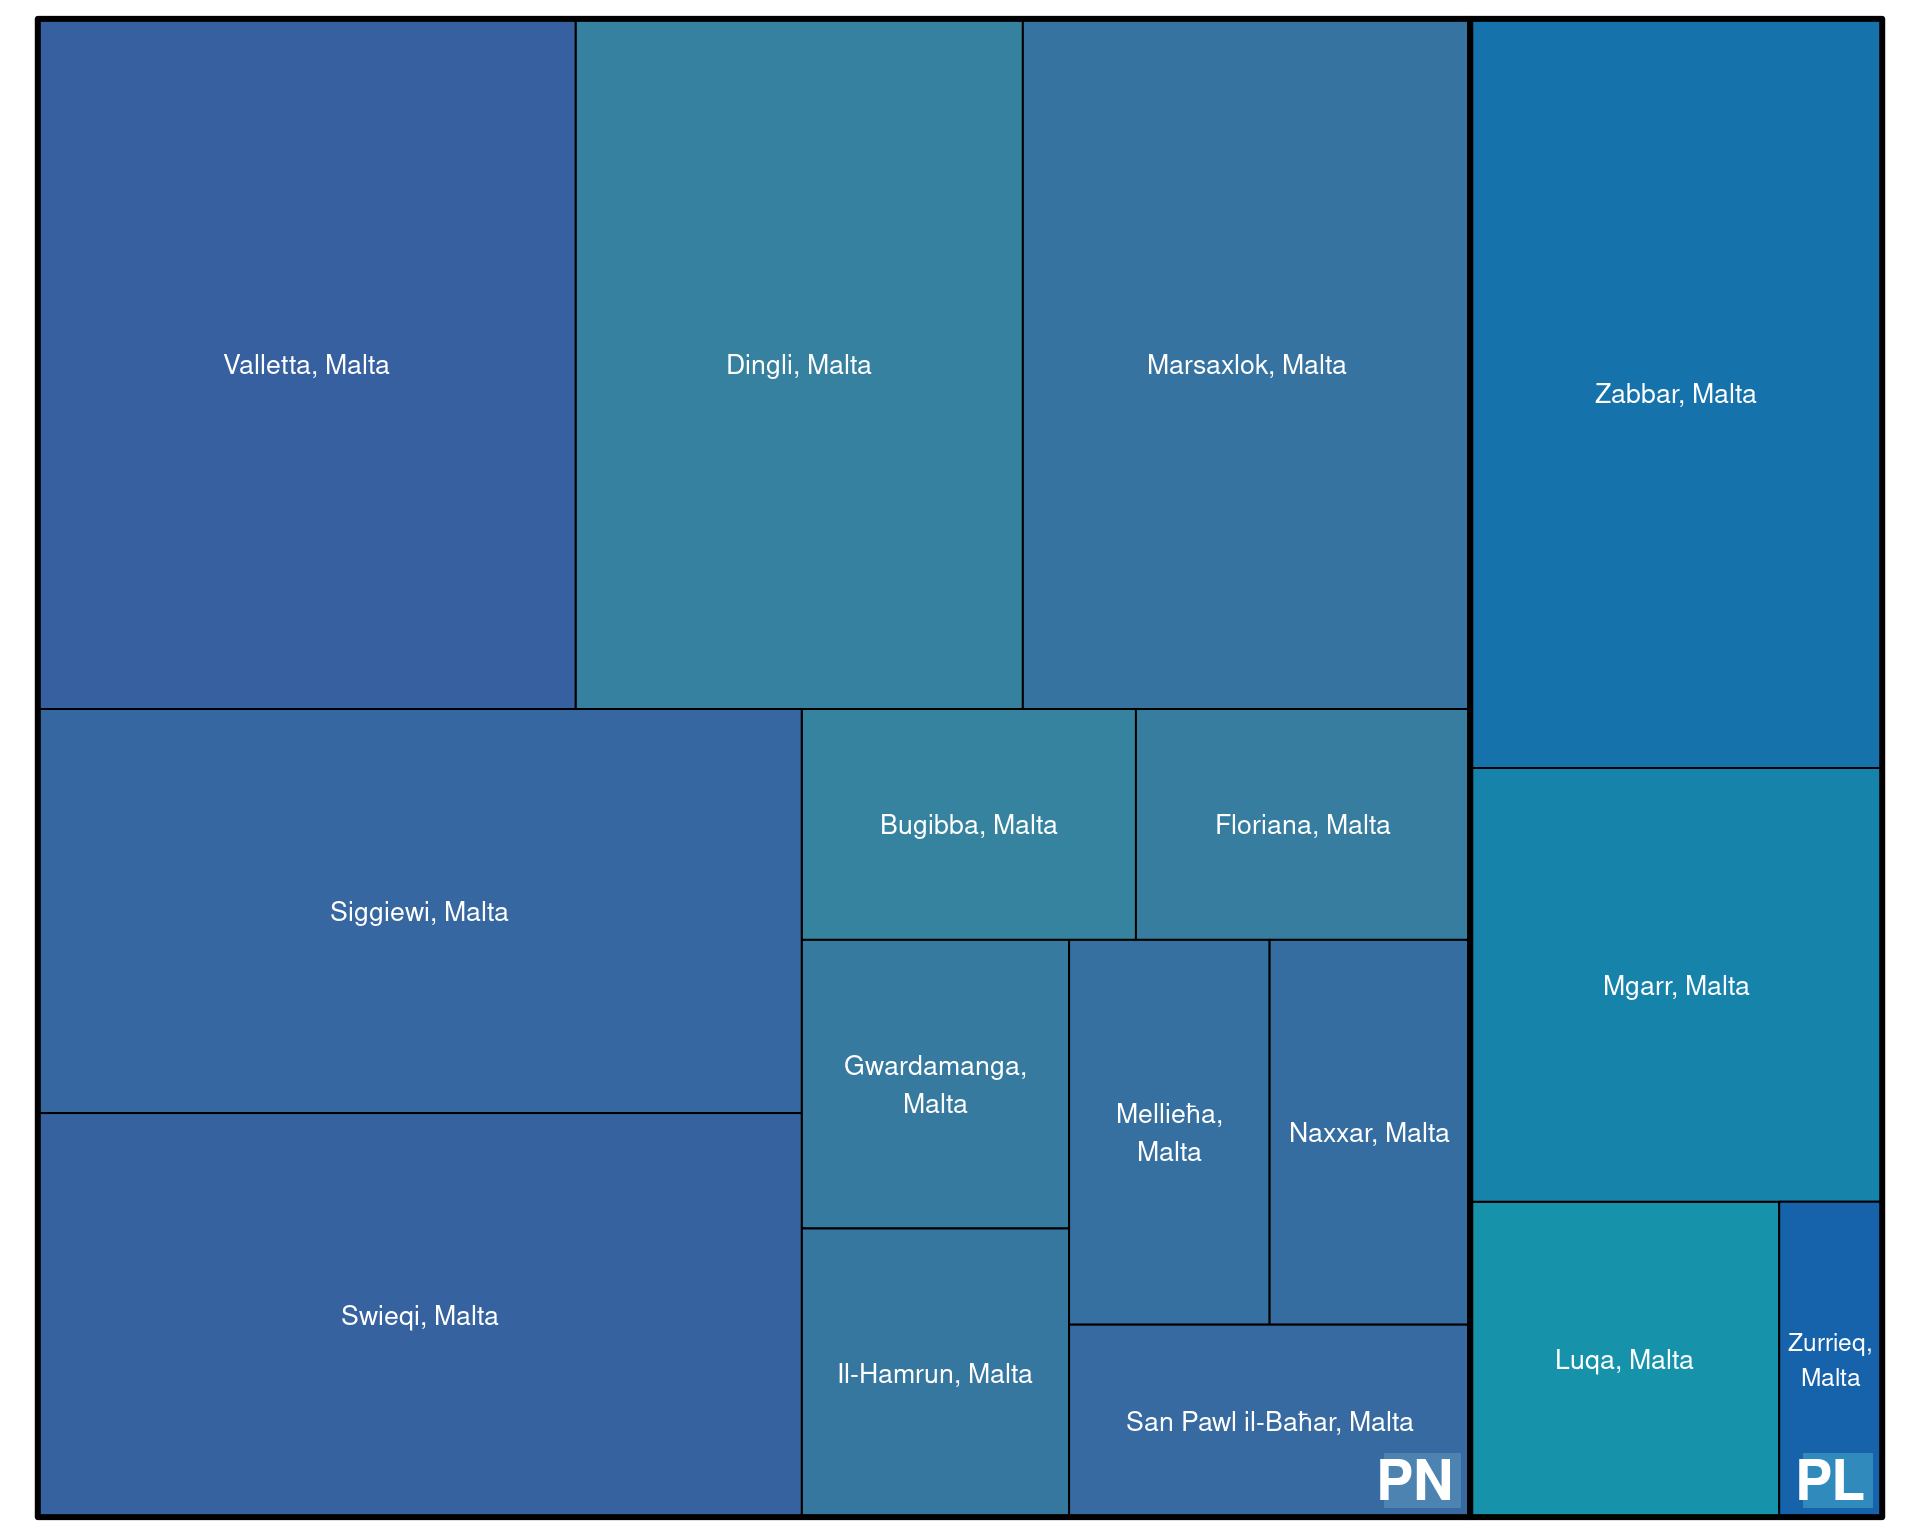 Valletta, Malta
Dingli, Malta
Marsaxlok, Malta
Zabbar, Malta
Siggiewi, Malta
Bugibba, Malta
Floriana, Malta
Mgarr, Malta
Gwardamanga,
Malta
Mellieħa,
Malta
Naxxar, Malta
Swieqi, Malta
Il-Hamrun, Malta
San Pawl il-Baħar, Malta
Luqa, Malta
Zurrieq,
Malta
PN
PL